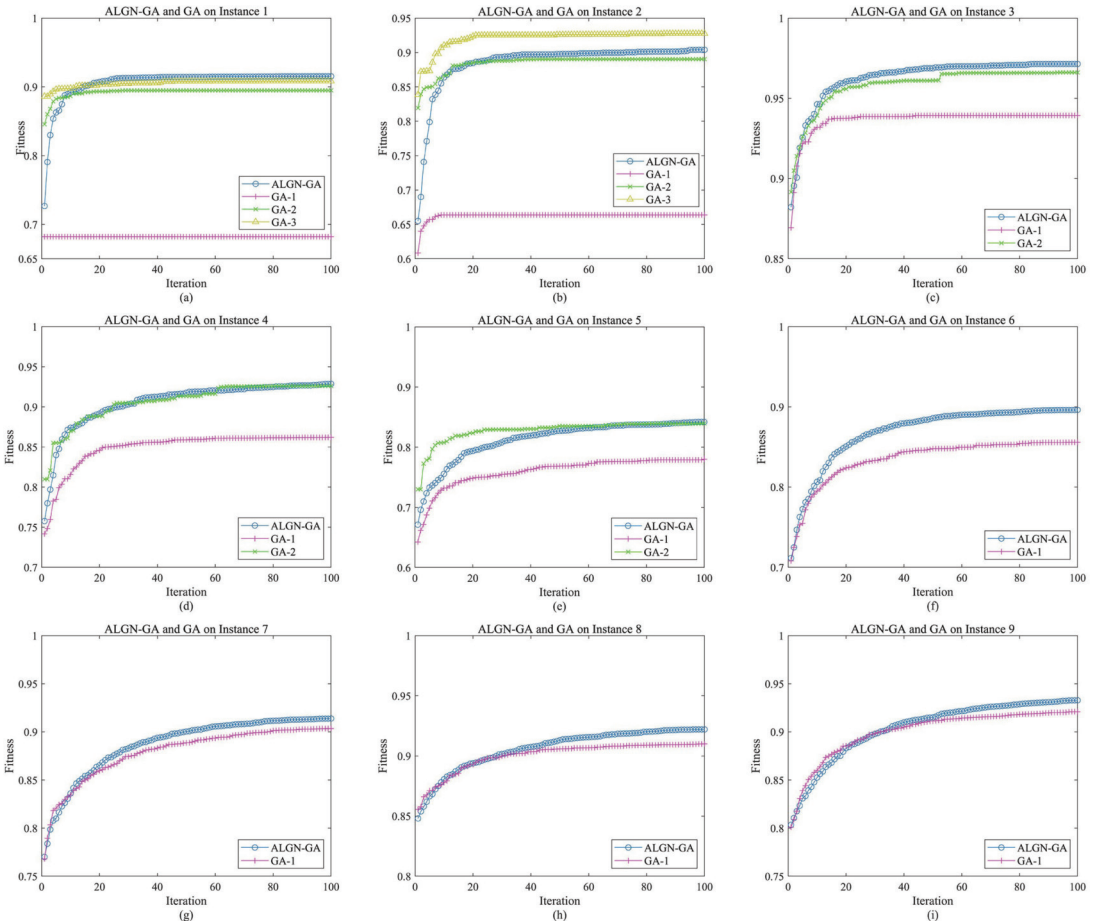 ALGN-GA and GA on Instance 1
1
0.95
0.9
0.85
0.8
0.75
0.7
0.65
Fitness
ALGN-GA
GA-1
GA-2
GA-3
0 20 40 60 80 100
Iteration
(a)
ALGN-GA and GA on Instance 2
0.95
0.9
0.85
0.8
0.75
0.7
0.65
0.6
Fitness
ALGN-GA
GA-1
GA-2
GA-3
0 20 40 60 80 100
Iteration
(b)
ALGN-GA and GA on Instance 3
1
0.95
0.9
0.85
Fitness
ALGN-GA
GA-1
GA-2
0 20 40 60 80 100
Iteration
(c)
ALGN-GA and GA on Instance 4
1
0.95
0.9
0.85
0.8
0.75
0.7
Fitness
ALGN-GA
GA-1
GA-2
0 20 40 60 80 100
Iteration
(d)
ALGN-GA and GA on Instance 5
1
0.9
0.8
0.7
0.6
Fitness
ALGN-GA
GA-1
GA-2
0 20 40 60 80 100
Iteration
(e)
ALGN-GA and GA on Instance 6
1
0.95
0.9
0.85
0.8
0.75
0.7
Fitness
ALGN-GA
GA-1
0 20 40 60 80 100
Iteration
(f)
ALGN-GA and GA on Instance 7
1
0.95
0.9
0.85
0.8
0.75
Fitness
ALGN-GA
GA-1
0 20 40 60 80 100
Iteration
(g)
ALGN-GA and GA on Instance 8
1
0.95
0.9
0.85
0.8
Fitness
ALGN-GA
GA-1
0 20 40 60 80 100
Iteration
(h)
ALGN-GA and GA on Instance 9
1
0.95
0.9
0.85
0.8
0.75
Fitness
ALGN-GA
GA-1
0 20 40 60 80 100
Iteration
(i)